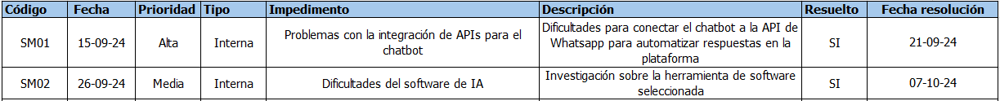 Código Fecha Prioridad Tipo Impedimento Descripción Resuelto Fecha resolución
SM01 15-09-24 Alta Interna Problemas con la integración de APIs para el chatbot Dificultades para conectar el chatbot a la API de Whatsapp para automatizar respuestas en la plataforma SI 21-09-24
SM02 26-09-24 Media Interna Dificultades del software de IA Investigación sobre la herramienta de software seleccionada SI 07-10-24